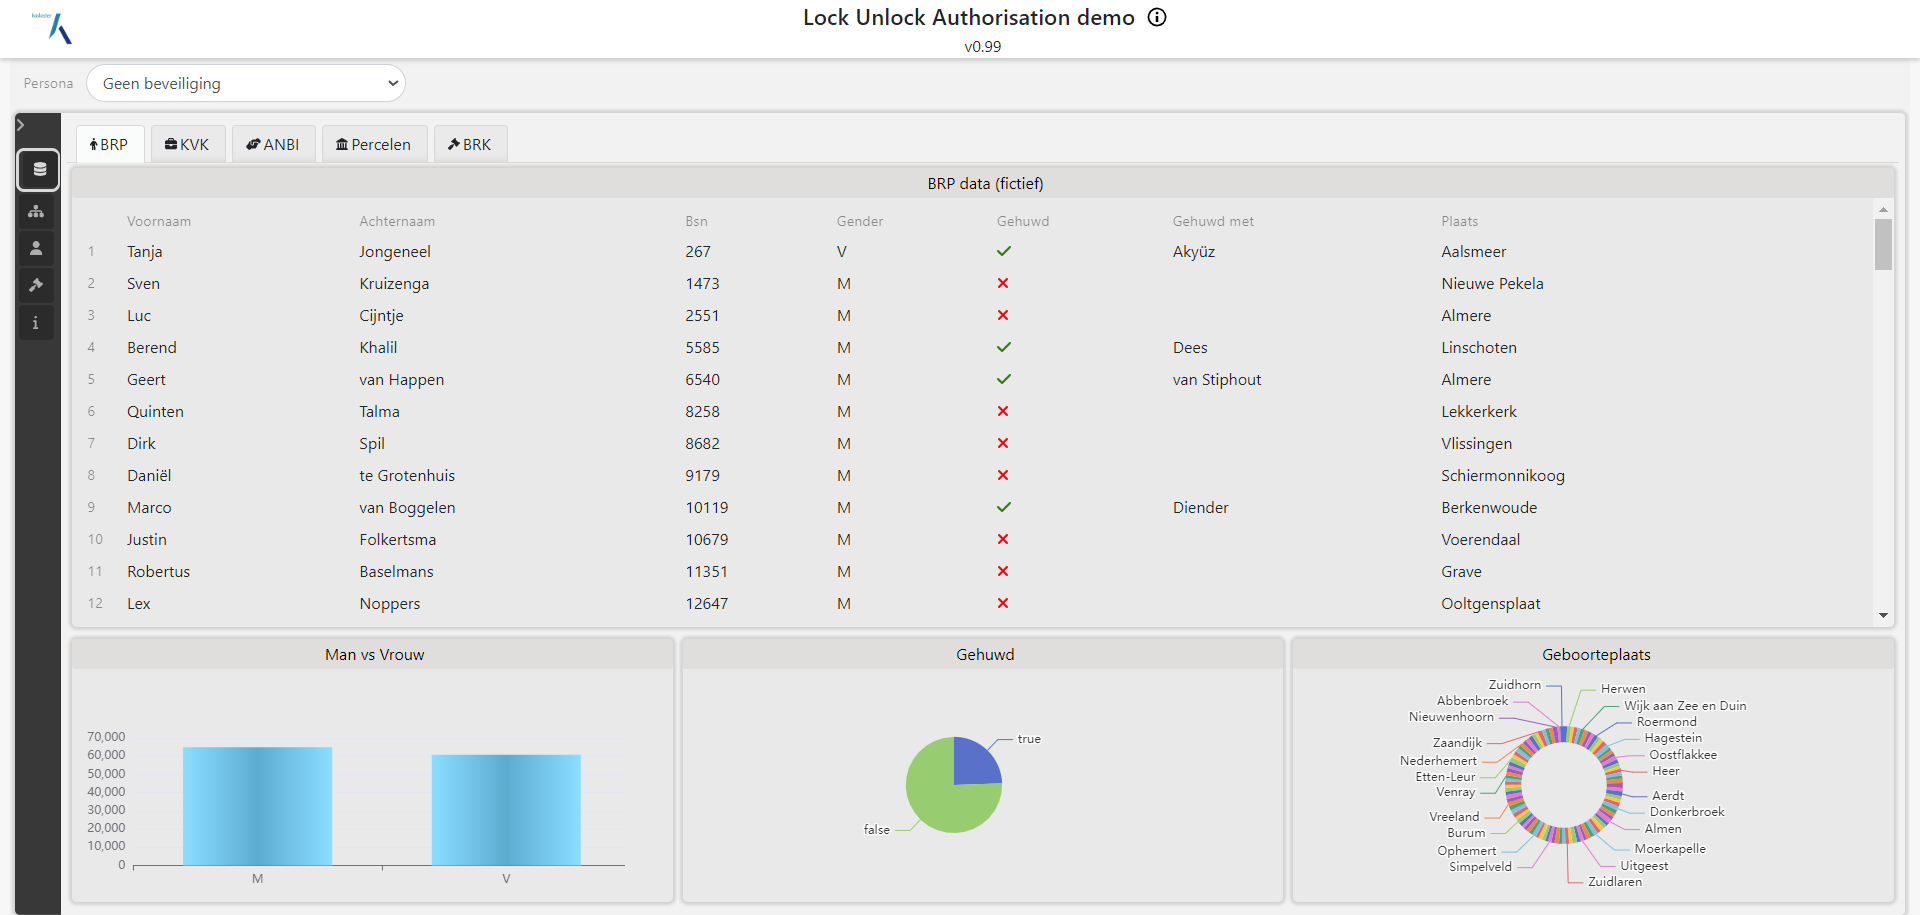 kadaster
Lock Unlock Authorisation demo
v0.99
Persona Geen beveiliging
BRP KVK ANBI Percelen BRK
BRP data (fictief)
Voornaam Achternaam Bsn Gender Gehuwd Gehuwd met Plaats
1 Tanja Jongeneel 267 V Akyüz Aalsmeer
2 Sven Kruizenga 1473 M Nieuwe Pekela
3 Luc Cijntje 2551 M Almere
4 Berend Khalil 5585 M Dees Linschoten
5 Geert van Happen 6540 M van Stiphout Almere
6 Quinten Talma 8258 M Lekkerkerk
7 Dirk Spil 8682 M Vlissingen
8 Daniël te Grotenhuis 9179 M Schiermonnikoog
9 Marco van Boggelen 10119 M Diender Berkenwoude
10 Justin Folkertsma 10679 M Voerendaal
11 Robertus Baselmans 11351 M Grave
12 Lex Noppers 12647 M Ooltgensplaat
Man vs Vrouw
70,000
60,000
50,000
40,000
30,000
20,000
10,000
0
M V
Gehuwd
true
false
Geboorteplaats
Zuidhorn
Abbenbroek
Nieuwenhoorn
Zaandijk
Nederhemert
Etten-Leur
Venray
Vreeland
Burum
Ophemert
Simpelveld
Herwen
Wijk aan Zee en Duin
Roermond
Hagestein
Oostflakkee
Heer
Aerdt
Donkerbroek
Almen
Moerkapelle
Uitgeest
Zuidlaren